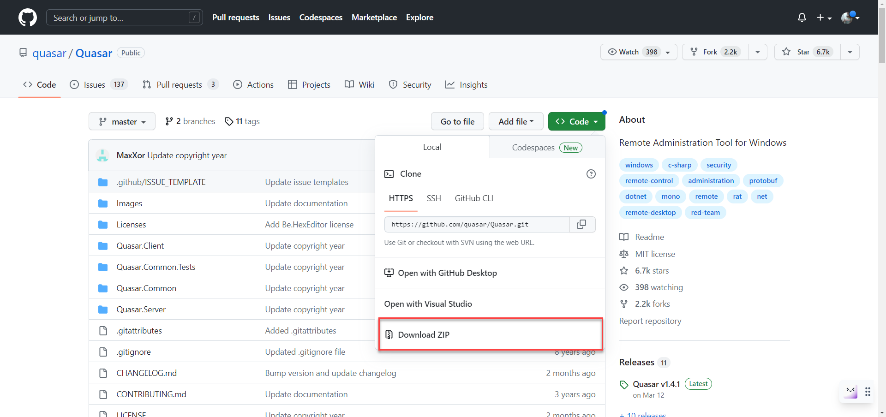 Search or jump to... / Pull requests Issues Codespaces Marketplace Explore
quasar / Quasar Public Watch 398 Fork 2.2k Star 6.7k
Code Issues 137 Pull requests 3 Actions Projects Wiki Security Insights
master 2 branches 11 tags Go to file Add file Code About
Local Codespaces New Remote Administration Tool for Windows
MaxXor Update copyright year
windows c-sharp security
Clone
.github/ISSUE_TEMPLATE Update issue templates
remote-control administration protobuf
HTTPS SSH GitHub CLI
dotnet mono remote rat net
Images Update documentation
remote-desktop red-team
Licenses Add Be.HexEditor license
https://github.com/quasar/Quasar.git
Readme
Quasar.Client Update copyright year
Use Git or checkout with SVN using the web URL.
MIT license
Quasar.Common.Tests Update copyright year
Open with GitHub Desktop
6.7k stars
Quasar.Common Update copyright year
398 watching
Open with Visual Studio
2.2k forks
Quasar.Server Update copyright year
Report repository
.gitattributes Added .gitattributes
Download ZIP
.gitignore Updated .gitignore file 8 years ago
Releases 11
CHANGELOG.md Bump version and update changelog 2 months ago
Quasar v1.4.1 Latest
on Mar 12
CONTRIBUTING.md Update documentation 3 years ago
LICENSE Update copyright year 2 months ago
+ 10 releases